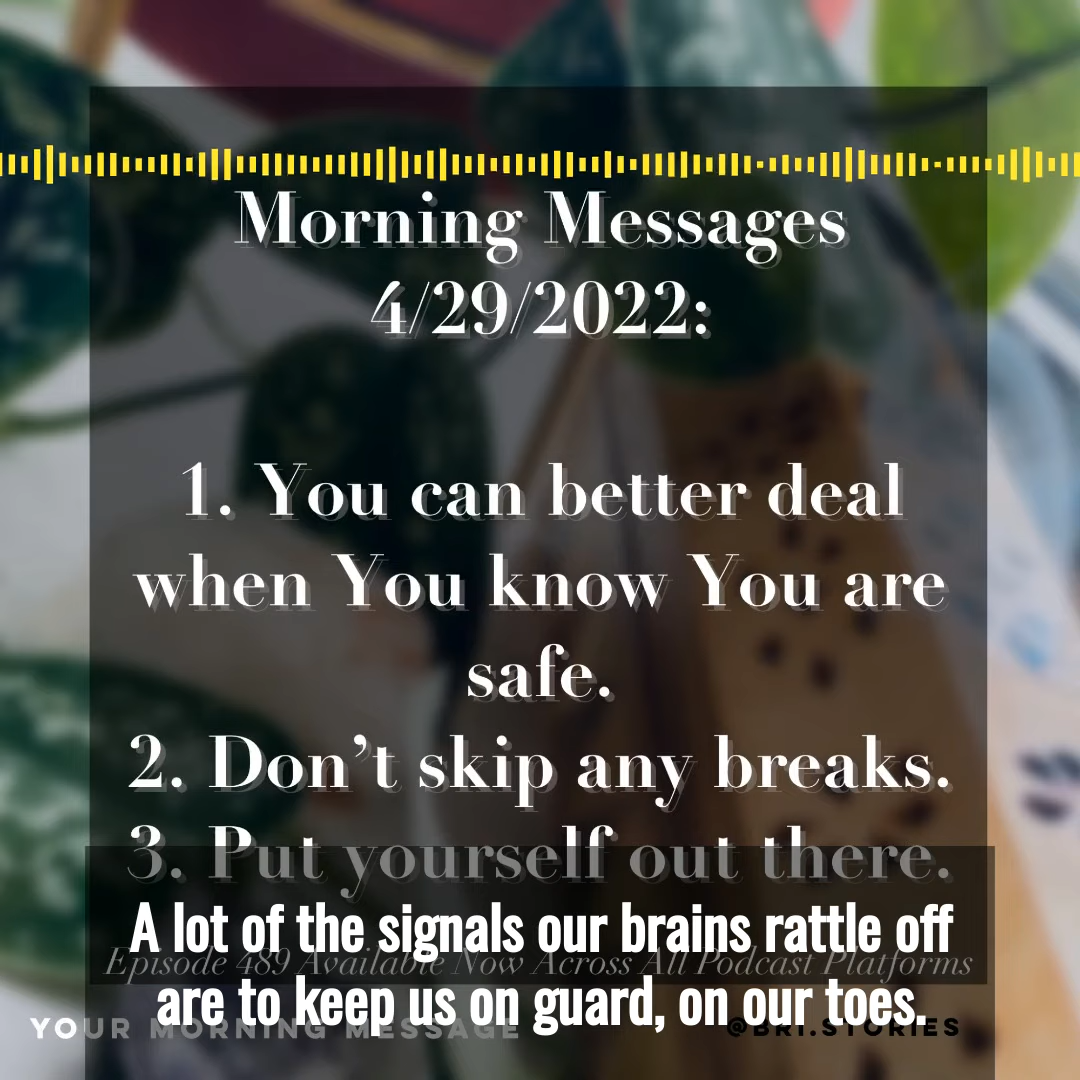 Morning Messages
4/29/2022:
1. You can better deal
when You know You are
safe.
2. Don't skip any breaks.
3. Put yourself out there.
A lot of the signals our brains rattle off
Episode 489 Available Now Across All Podcast Platforms
are to keep us on guard, on our toes.
YOUR MORNING MESSAGE
@BRI.STORIES